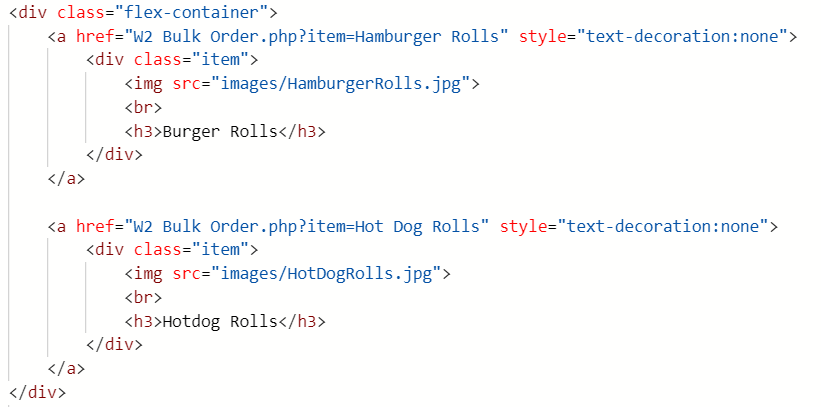 <div class="flex-container">
<a href="W2 Bulk Order.php?item=Hamburger Rolls" style="text-decoration:none">
<div class="item">
<img src="images/HamburgerRolls.jpg">
<br>
<h3>Burger Rolls</h3>
</div>
</a>
<a href="W2 Bulk Order.php?item=Hot Dog Rolls" style="text-decoration:none">
<div class="item">
<img src="images/HotDogRolls.jpg">
<br>
<h3>Hotdog Rolls</h3>
</div>
</a>
</div>